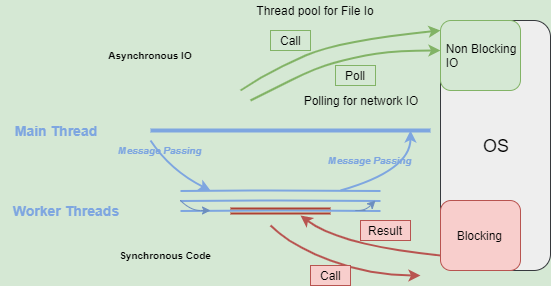 Thread pool for File Io
Call
Non Blocking
IO
Asynchronous IO
Poll
Polling for network IO
Main Thread
OS
Message Passing
Message Passing
Worker Threads
Result
Blocking
Synchronous Code
Call